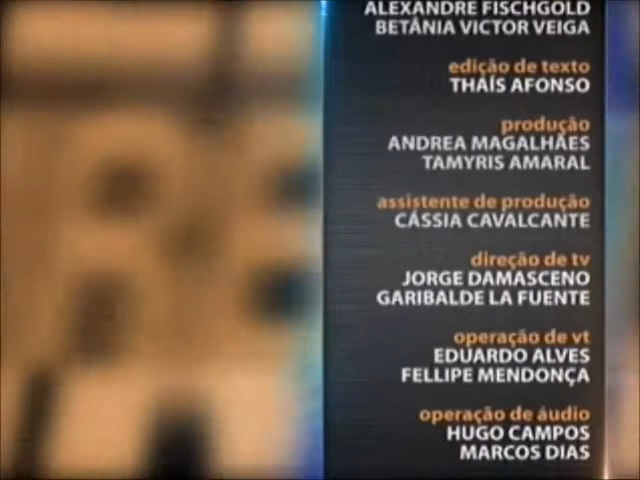 ALEXANDRE FISCHGOLD
BETÂNIA VICTOR VEIGA
edição de texto
THAÍS AFONSO
produção
ANDREA MAGALHÃES
TAMYRIS AMARAL
assistente de produção
CÁSSIA CAVALCANTE
direção de tv
JORGE DAMASCENO
GARIBALDE LA FUENTE
operação de vt
EDUARDO ALVES
FELLIPE MENDONÇA
operação de áudio
HUGO CAMPOS
MARCOS DIAS